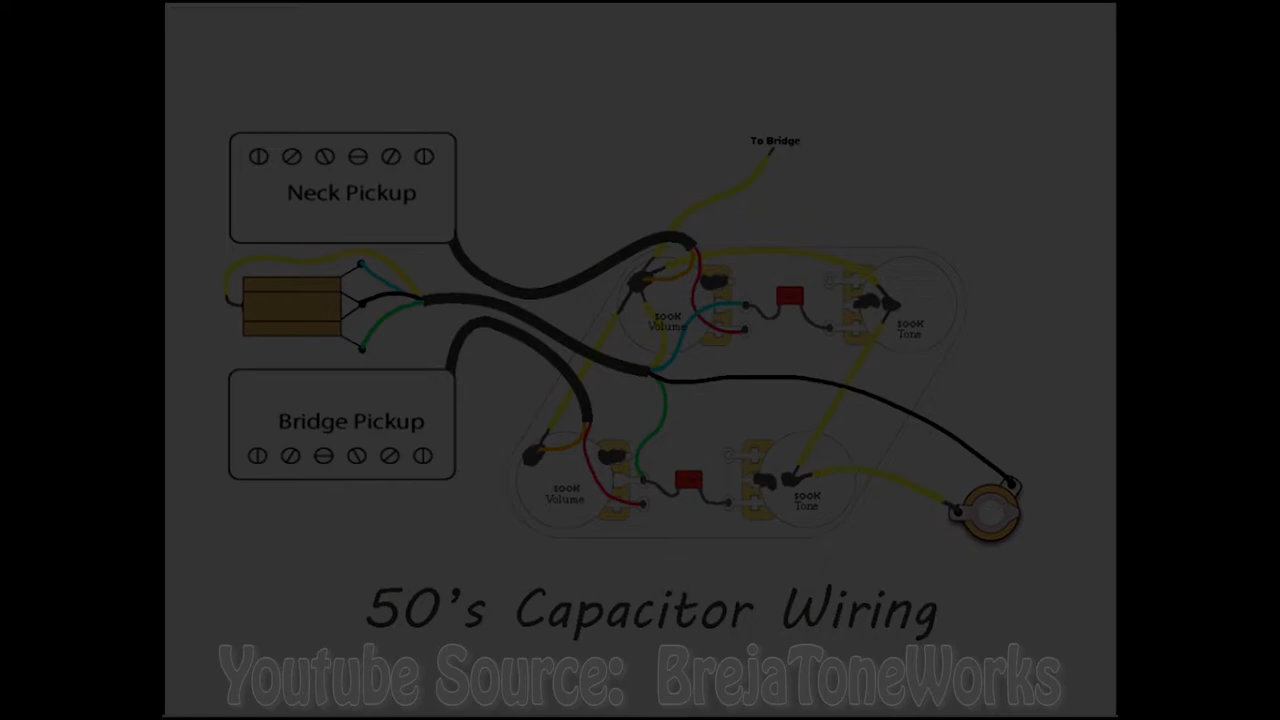 To Bridge
Neck Pickup
500K
Volume
500K
Tone
Bridge Pickup
500K
Volume
500K
Tone
50's Capacitor Wiring
Youtube Source: BrejaToneWorks